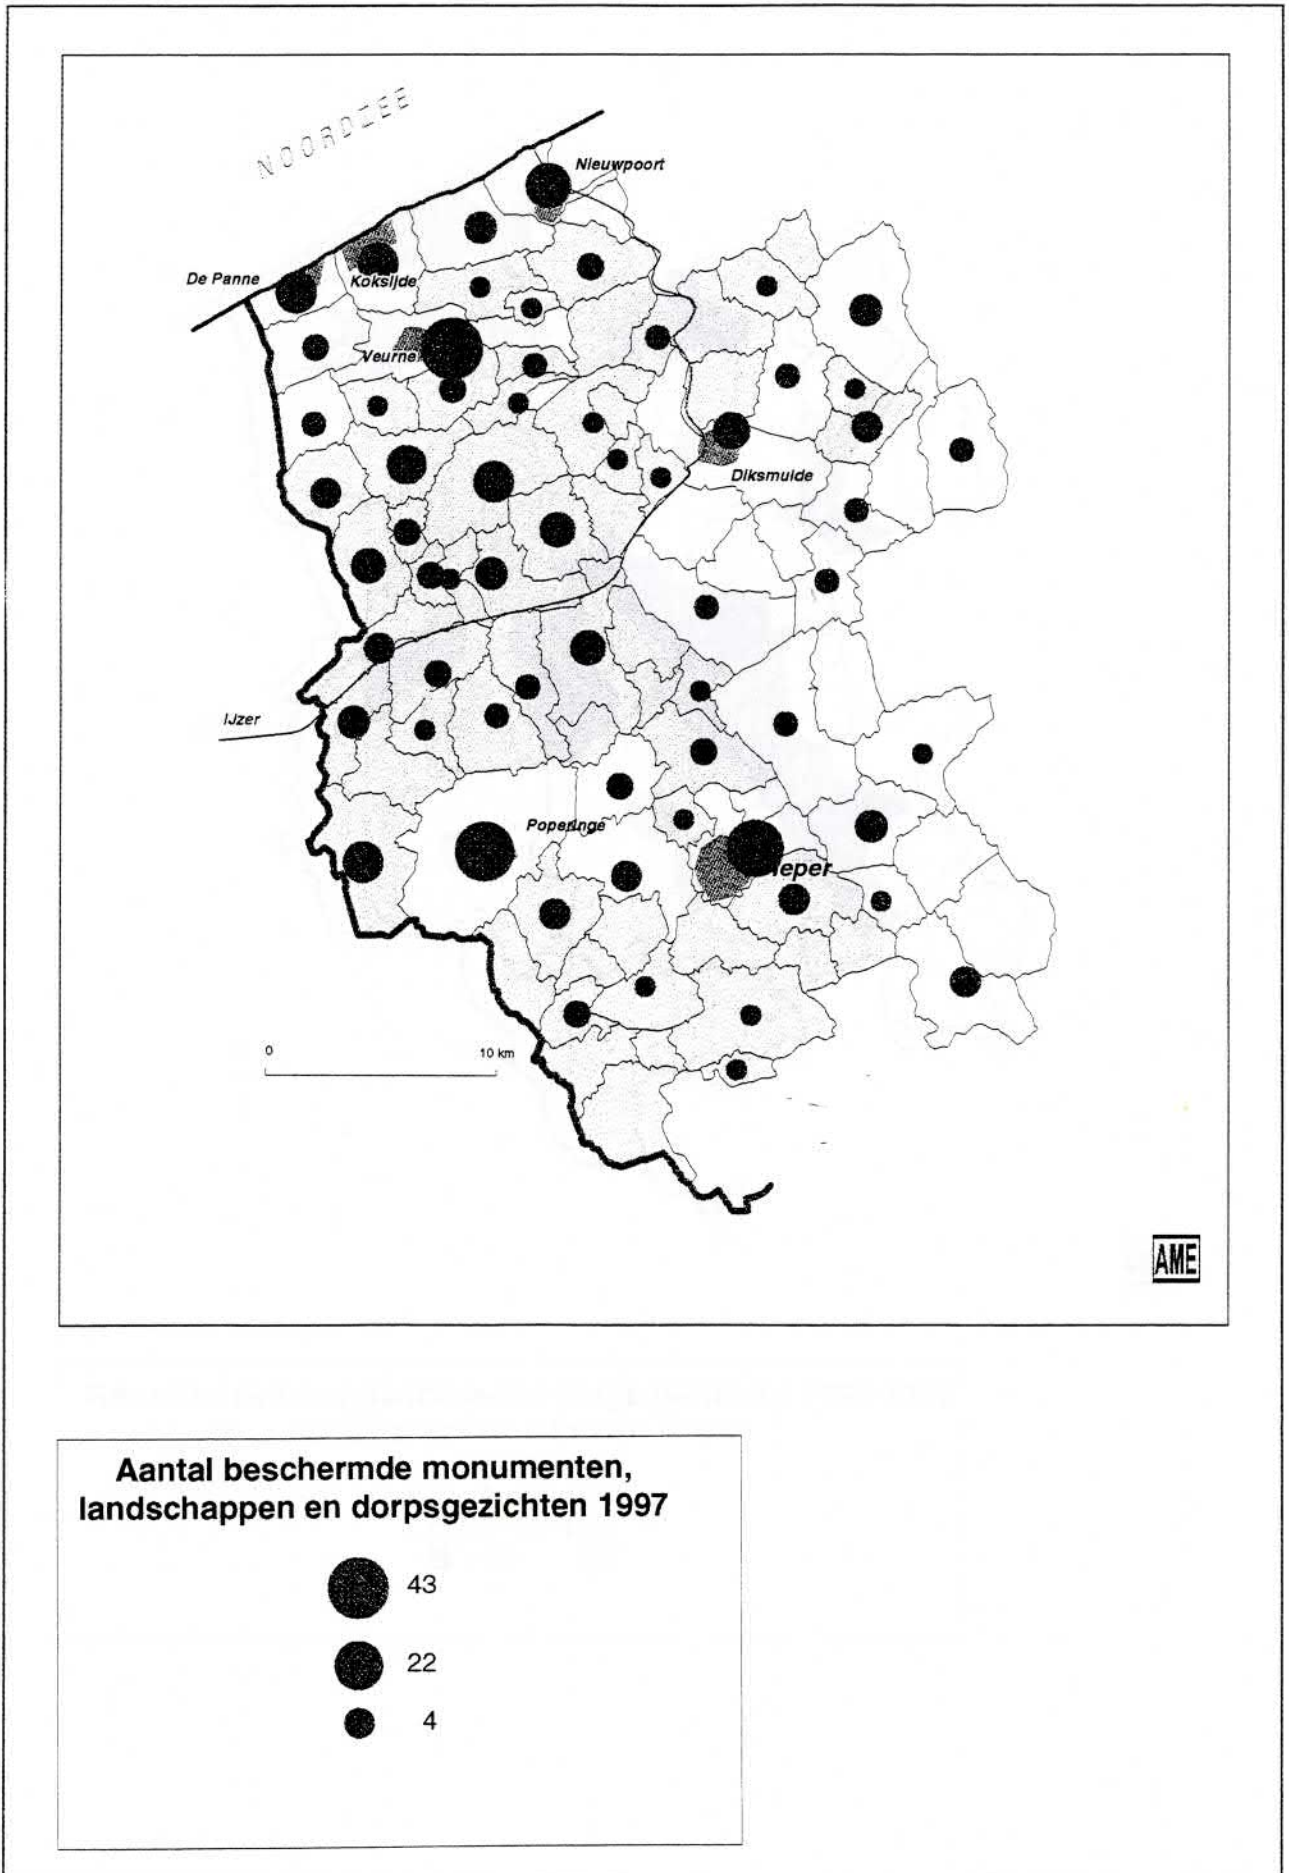 NOORDZEE
Nieuwpoort
De Panne
Koksijde
Veurne
Diksmuide
IJzer
Poperinge
Ieper
0 10 km
AME
Aantal beschermde monumenten,
landschappen en dorpsgezichten 1997
43
22
4